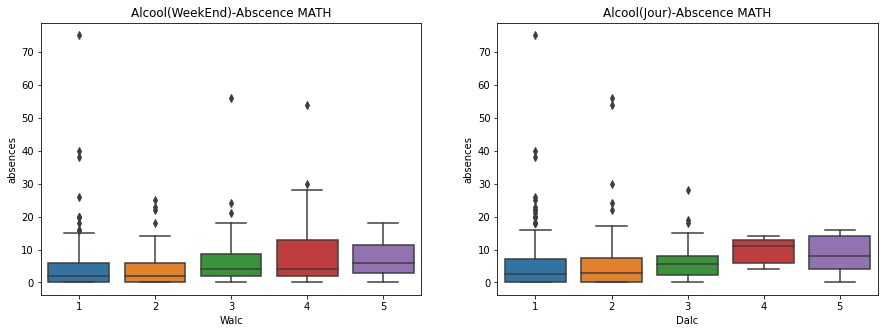 Alcool(WeekEnd)-Abscence MATH
70
60
50
40
30
20
10
0
absences
1 2 3 4 5
Walc
Alcool(Jour)-Abscence MATH
70
60
50
40
30
20
10
0
absences
1 2 3 4 5
Dalc